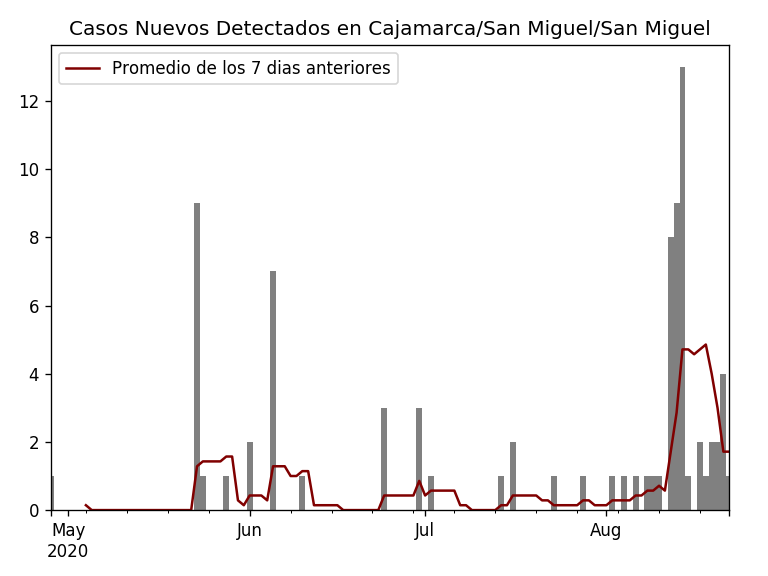 Casos Nuevos Detectados en Cajamarca/San Miguel/San Miguel
Promedio de los 7 dias anteriores
12
10
8
6
4
2
0
May Jun Jul Aug
2020